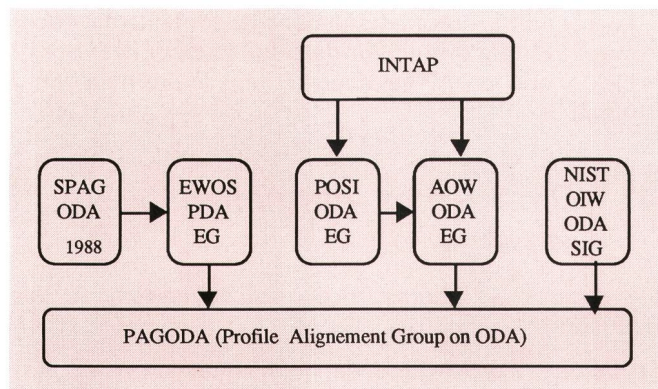 INTAP
SPAG
ODA
1988
EWOS
PDA
EG
POSI
ODA
EG
AOW
ODA
EG
NIST
OIW
ODA
SIG
PAGODA (Profile Alignement Group on ODA)